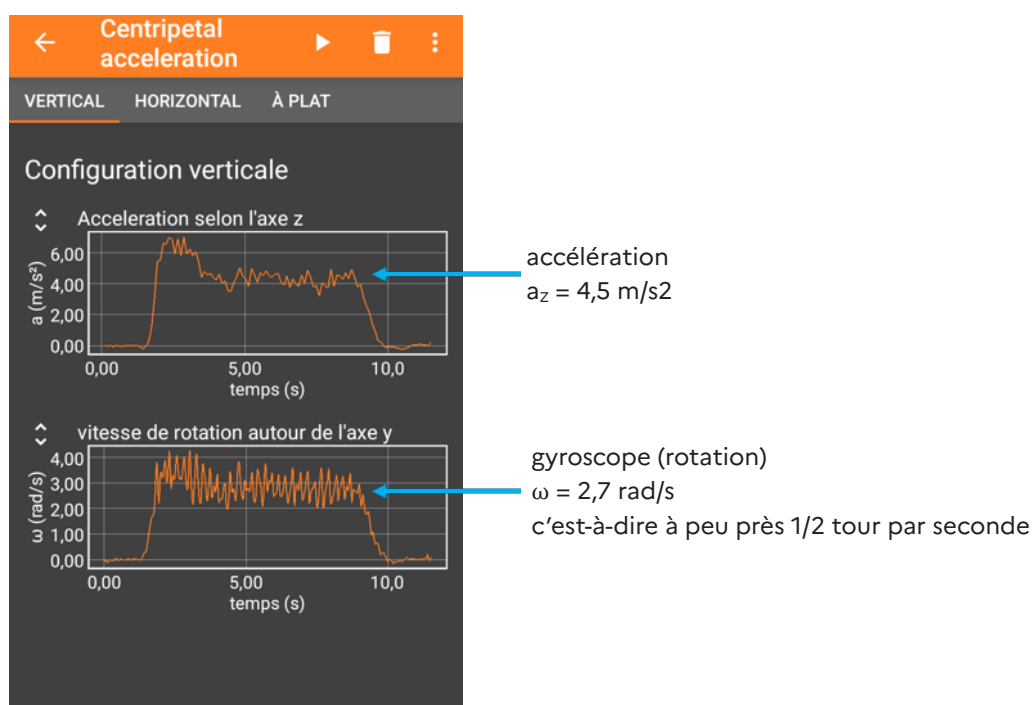 Centripetal
acceleration
VERTICAL HORIZONTAL À PLAT
Configuration verticale
Acceleration selon l'axe z
6,00
4,00
2,00
0,00
a (m/s²)
0,00 5,00 10,0
temps (s)
accélération
az = 4,5 m/s2
vitesse de rotation autour de l'axe y
4,00
3,00
2,00
1,00
0,00
ω (rad/s)
0,00 5,00 10,0
temps (s)
gyroscope (rotation)
ω = 2,7 rad/s
c'est-à-dire à peu près 1/2 tour par seconde